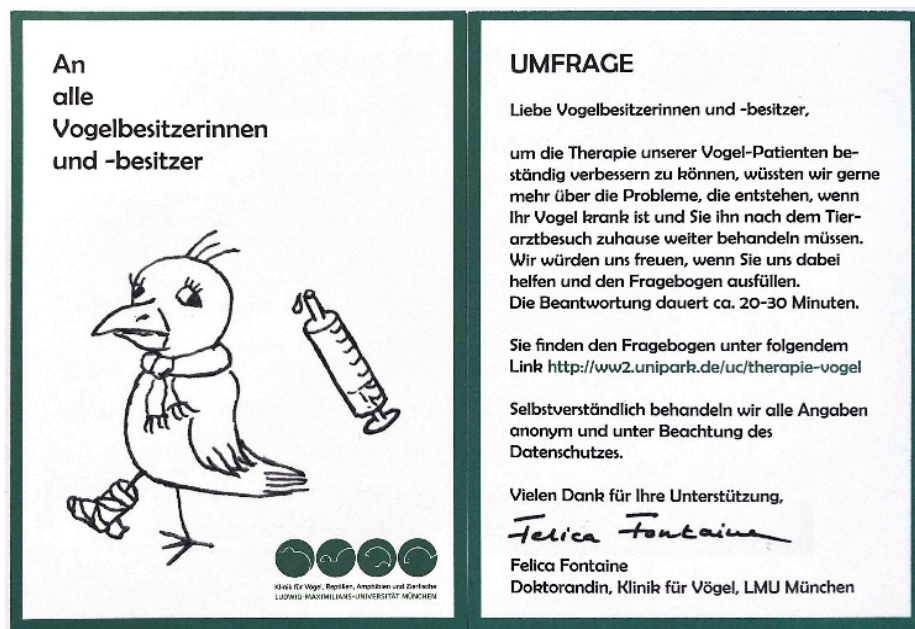 An
alle
Vogelbesitzerinnen
und -besitzer
Klinik für Vögel, Reptilien, Amphibien und Zierfische
LUDWIG-MAXIMILIANS-UNIVERSITÄT MÜNCHEN
UMFRAGE
Liebe Vogelbesitzerinnen und -besitzer,
um die Therapie unserer Vogel-Patienten be-
ständig verbessern zu können, wüssten wir gerne
mehr über die Probleme, die entstehen, wenn
Ihr Vogel krank ist und Sie ihn nach dem Tier-
arztbesuch zuhause weiter behandeln müssen.
Wir würden uns freuen, wenn Sie uns dabei
helfen und den Fragebogen ausfüllen.
Die Beantwortung dauert ca. 20-30 Minuten.
Sie finden den Fragebogen unter folgendem
Link http://ww2.unipark.de/uc/therapie-vogel
Selbstverständlich behandeln wir alle Angaben
anonym und unter Beachtung des
Datenschutzes.
Vielen Dank für Ihre Unterstützung,
Felica Fontaine
Felica Fontaine
Doktorandin, Klinik für Vögel, LMU München